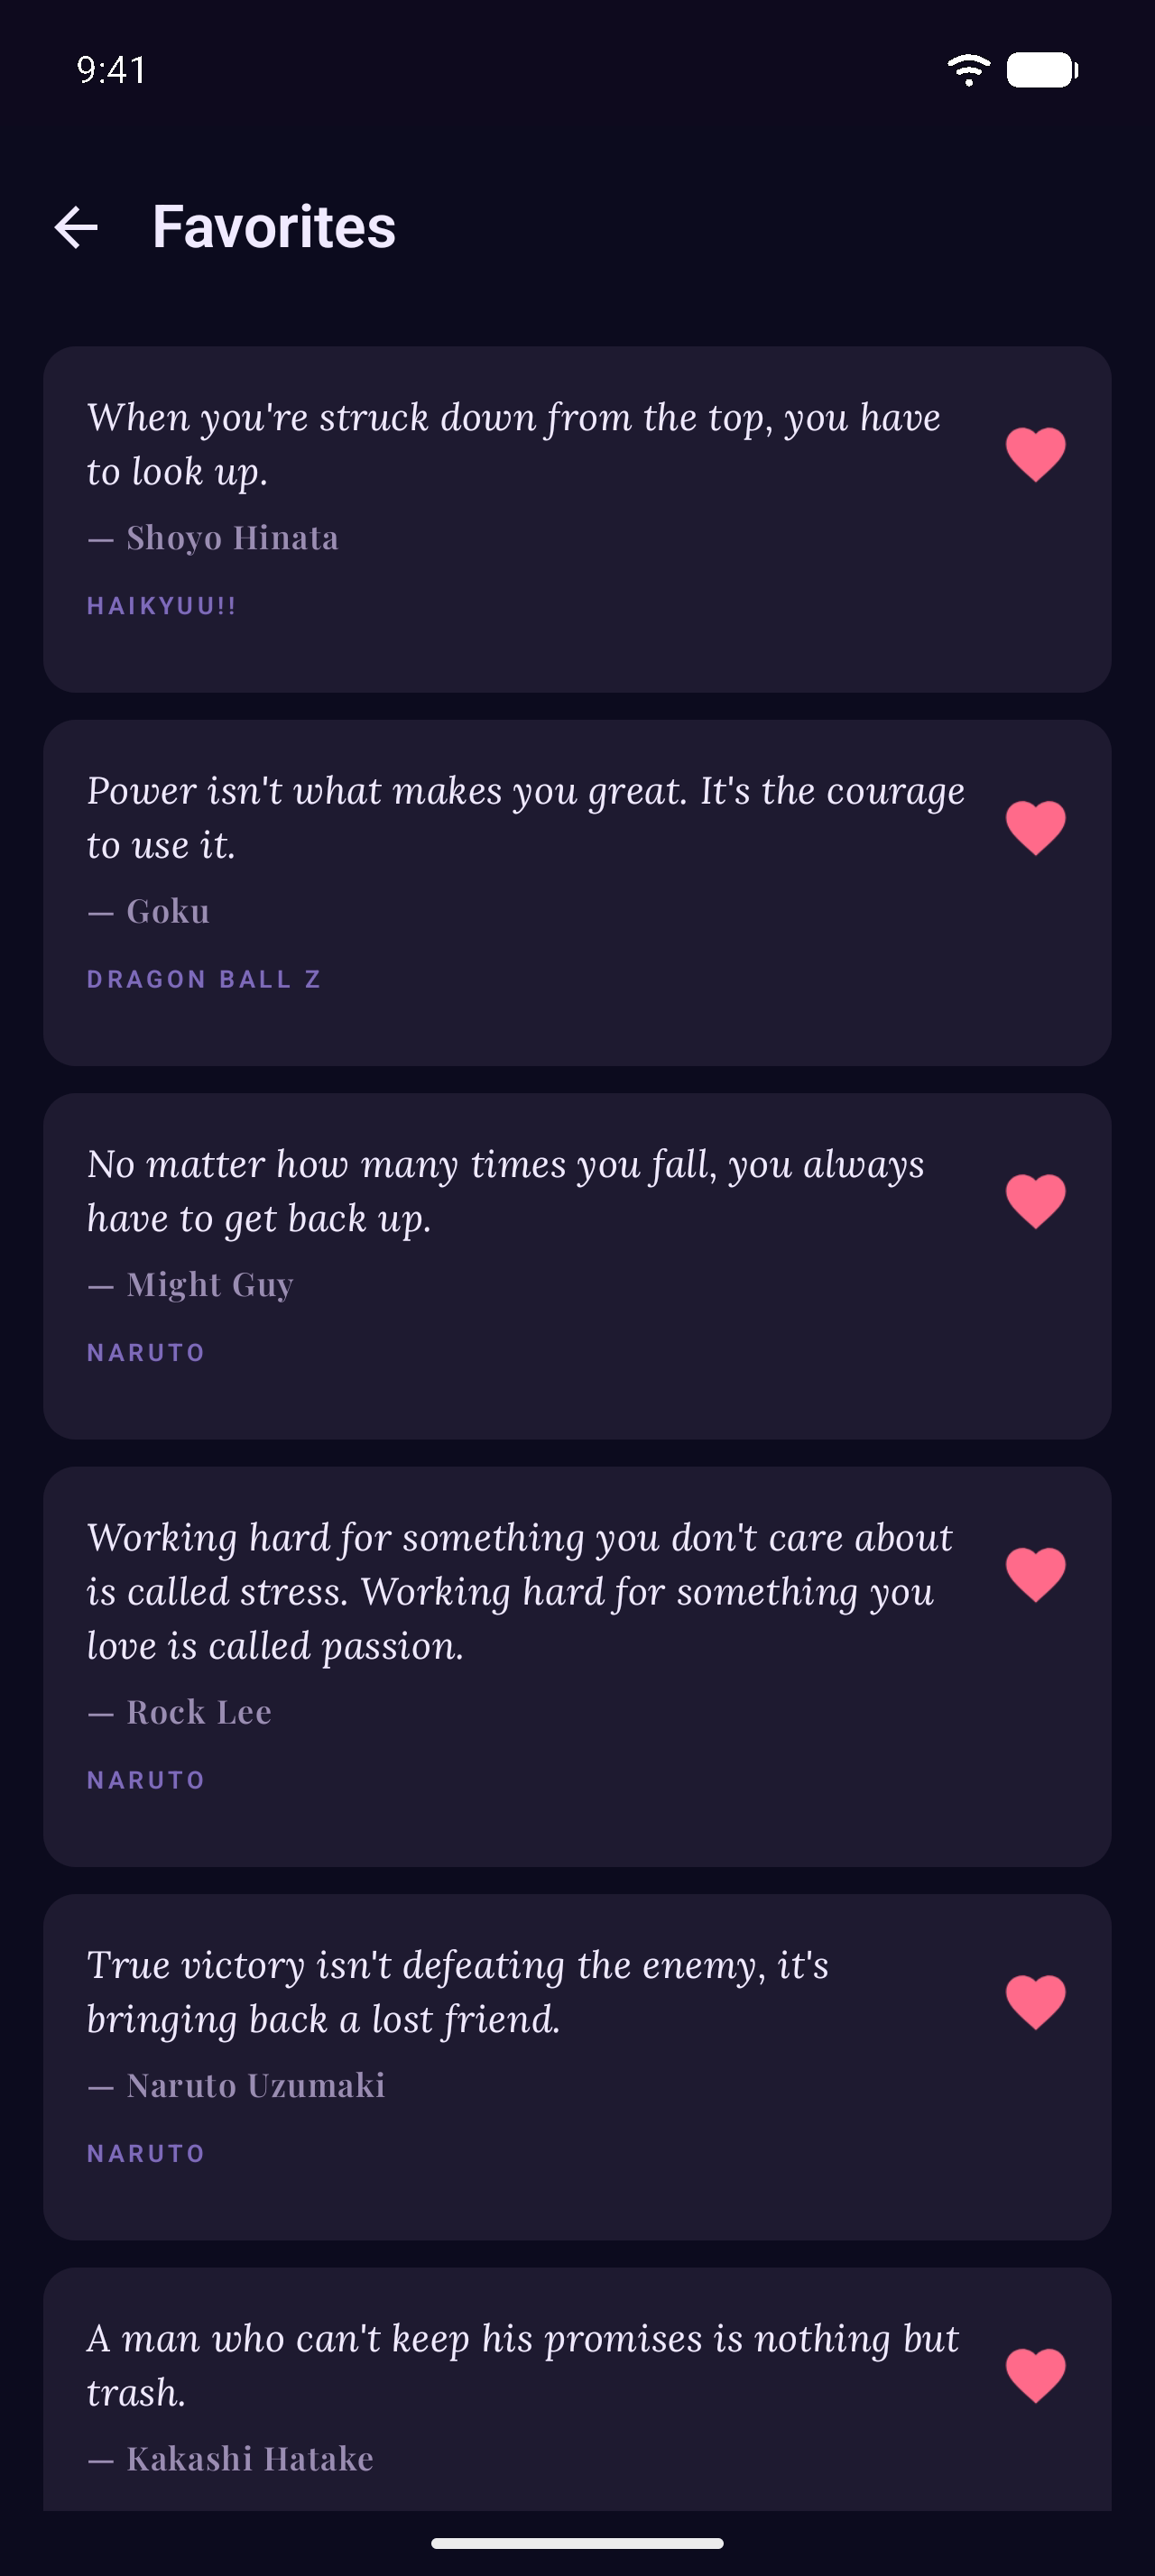 9:41
Favorites
When you're struck down from the top, you have
to look up.
— Shoyo Hinata
HAIKYUU!!
Power isn't what makes you great. It's the courage
to use it.
— Goku
DRAGON BALL Z
No matter how many times you fall, you always
have to get back up.
— Might Guy
NARUTO
Working hard for something you don't care about
is called stress. Working hard for something you
love is called passion.
— Rock Lee
NARUTO
True victory isn't defeating the enemy, it's
bringing back a lost friend.
— Naruto Uzumaki
NARUTO
A man who can't keep his promises is nothing but
trash.
— Kakashi Hatake